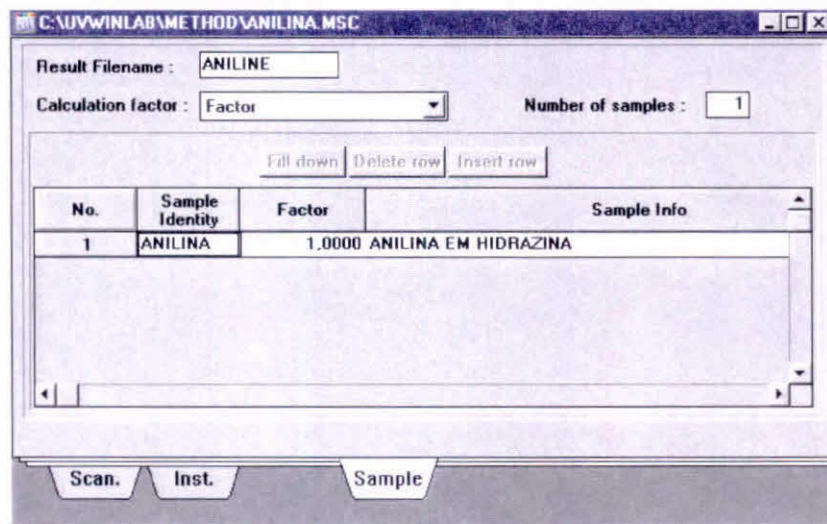 C:\UVWINLAB\METHOD\ANILINA.MSC
Result Filename : ANILINE
Calculation factor : Factor Number of samples : 1
Fill down Delete row Insert row
No. Sample Identity Factor Sample Info
1 ANILINA 1,0000 ANILINA EM HIDRAZINA
Scan. Inst. Sample